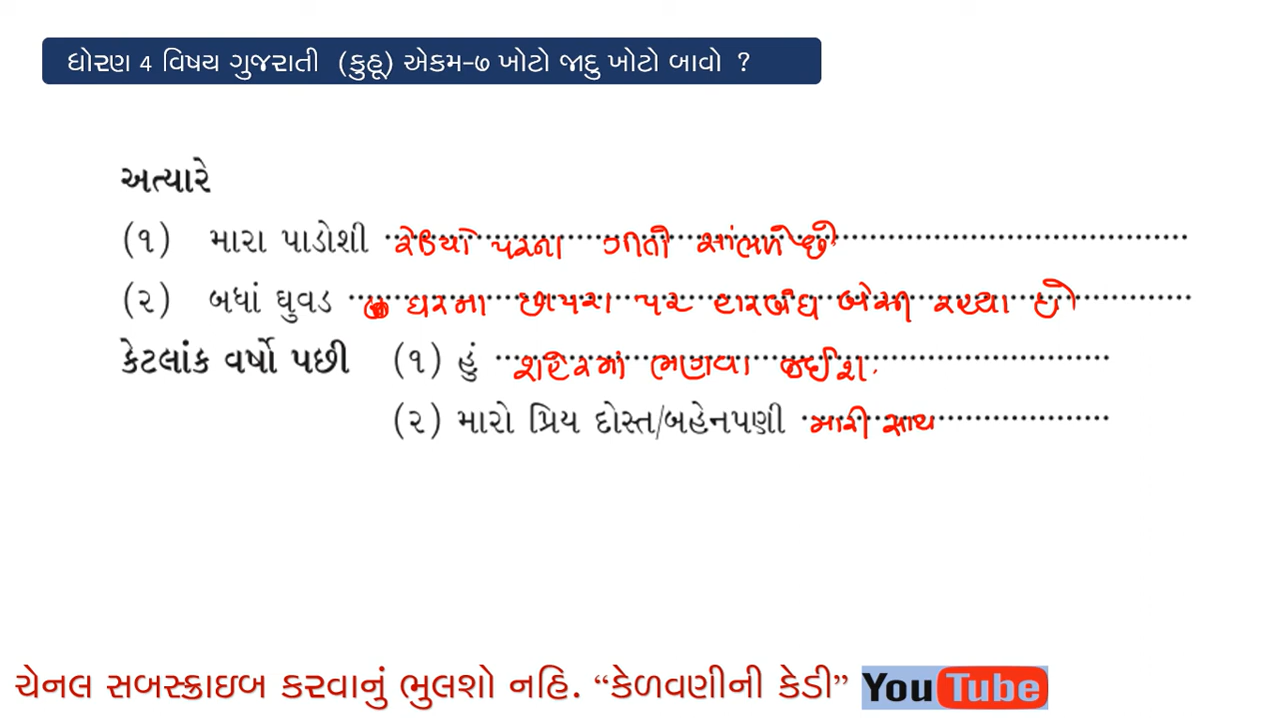 ધોરણ 4 વિષય ગુજરાતી (કુહૂ) એકમ-૭ ખોટો જાદુ ખોટો બાવો ?
અત્યારે
(૧) મારા પાડોશી રેડિયો પરના ગીતો સાંભળે છે.
(૨) બધાં ઘુવડ ઘરના છાપરા પર હારબંધ બેસી રહ્યા છે
કેટલાંક વર્ષો પછી (૧) હું શહેરમાં ભણવા જઈશ.
(૨) મારો પ્રિય દોસ્ત/બહેનપણી મારી સાથ
ચેનલ સબસ્ક્રાઇબ કરવાનું ભુલશો નહિ. “કેળવણીની કેડી” YouTube